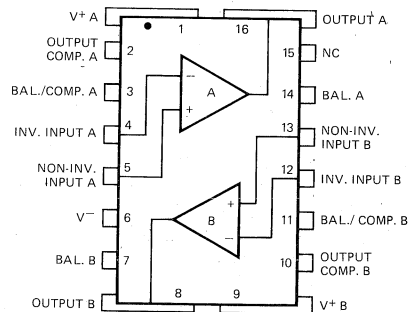 V+ A
OUTPUT A
1
16
OUTPUT
COMP. A
2
15
NC
BAL./COMP. A
3
A
14
BAL. A
INV. INPUT A
4
−
+
13
NON-INV.
INPUT B
NON-INV.
INPUT A
5
12
INV. INPUT B
V−
6
+
−
B
11
BAL./ COMP. B
BAL. B
7
10
OUTPUT
COMP. B
OUTPUT B
8
9
V+ B